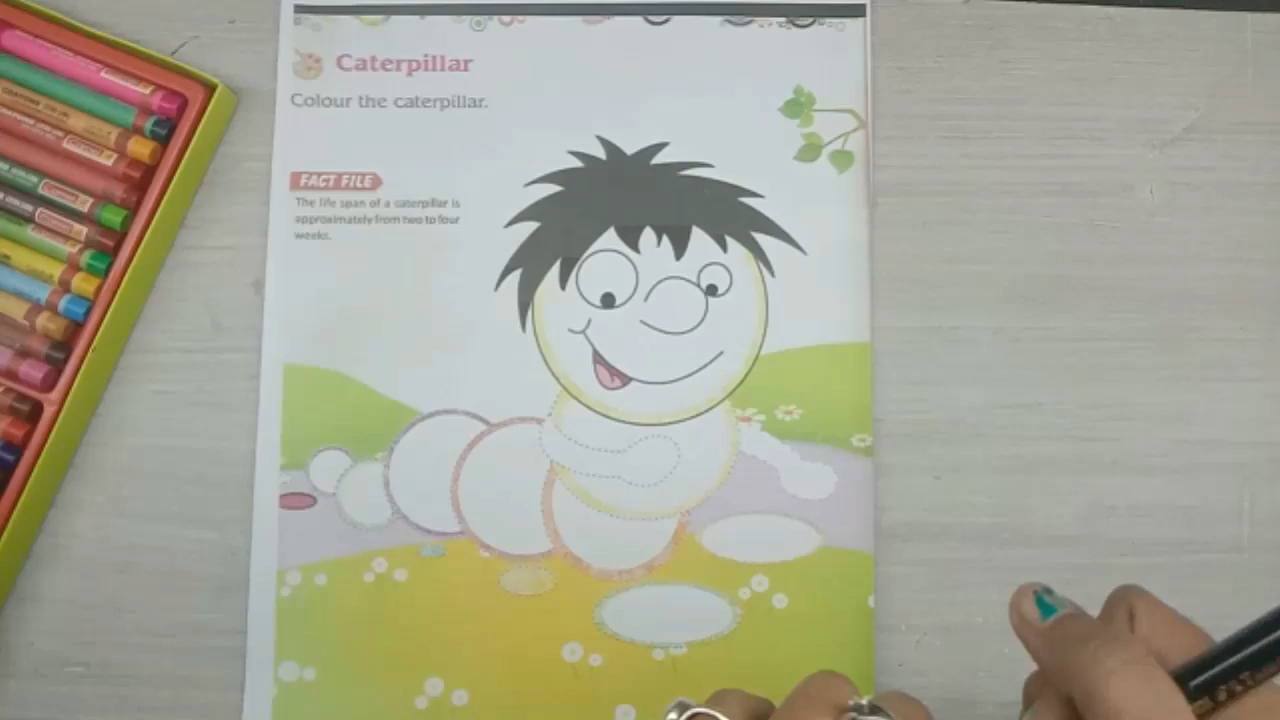 Caterpillar
Colour the caterpillar.
FACT FILE
The life span of a caterpillar is
approximately from two to four
weeks.